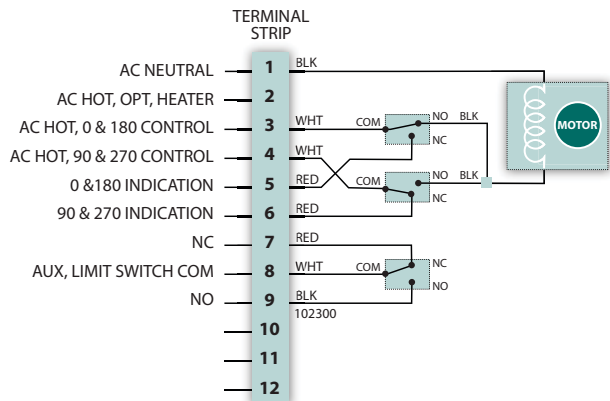 TERMINAL
STRIP
AC NEUTRAL 1 BLK
AC HOT, OPT, HEATER 2
AC HOT, 0 & 180 CONTROL 3 WHT COM NO BLK
NC
AC HOT, 90 & 270 CONTROL 4 WHT
0 &180 INDICATION 5 RED COM NO BLK
NC
90 & 270 INDICATION 6 RED
NC 7 RED
AUX, LIMIT SWITCH COM 8 WHT COM NC
NO
NO 9 BLK
102300
10
11
12
MOTOR